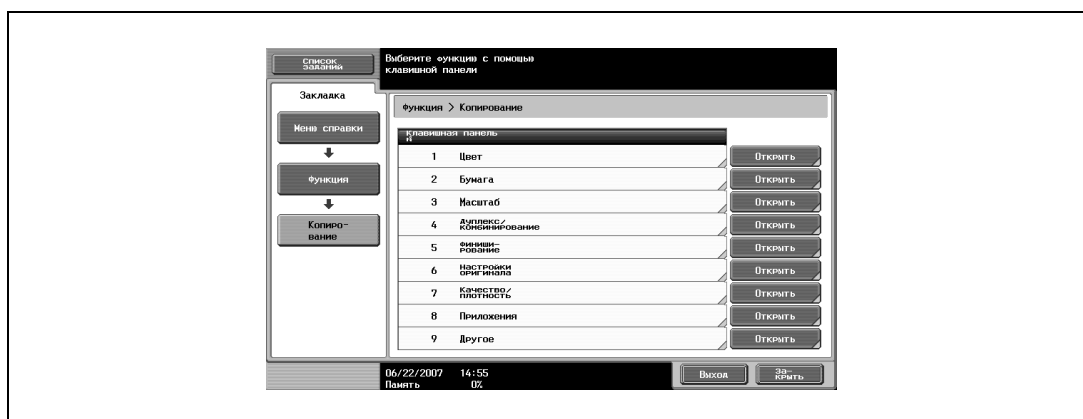 Список
заданий
Выберите функцию с помощью
клавишной панели
Закладка
Меню справки
Функция
Копиро-
вание
Функция > Копирование
Клавишная панель
1 Цвет Открыть
2 Бумага Открыть
3 Масштаб Открыть
4 Дуплекс/
комбинирование Открыть
5 Финиши-
рование Открыть
6 Настройки
оригинала Открыть
7 Качество/
плотность Открыть
8 Приложения Открыть
9 Другое Открыть
06/22/2007 14:55
Память 0%
Выход
За-
крыть